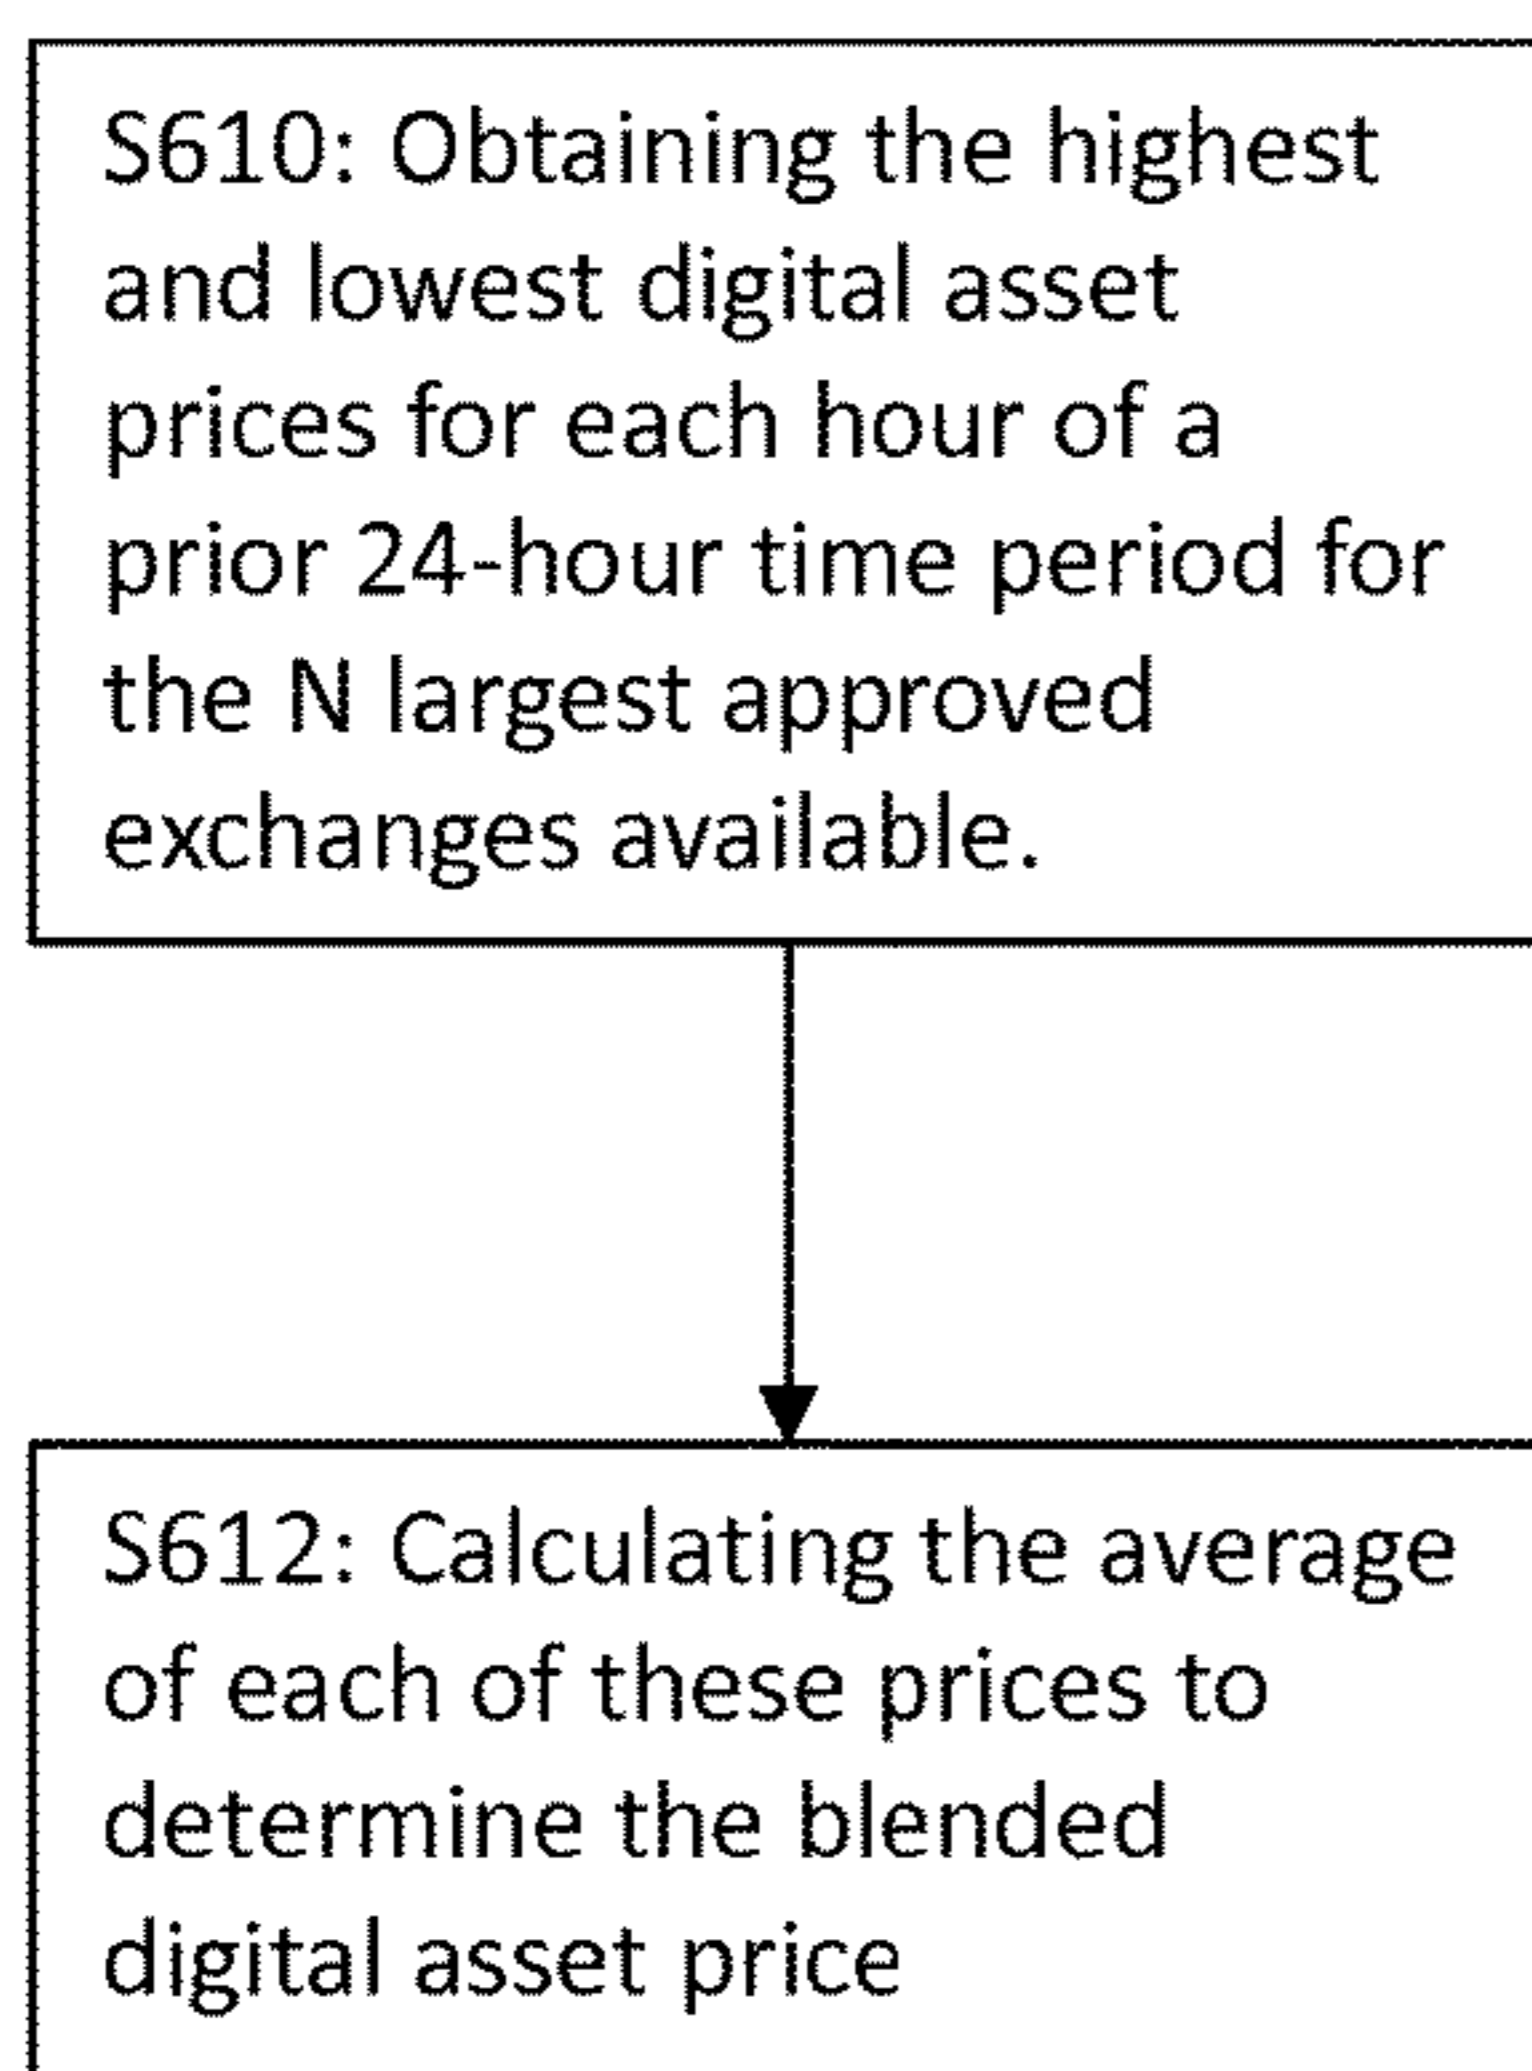 S610: Obtaining the highest
and lowest digital asset
prices for each hour of a
prior 24-hour time period for
the N largest approved
exchanges available.
S612: Calculating the average
of each of these prices to
determine the blended
digital asset price